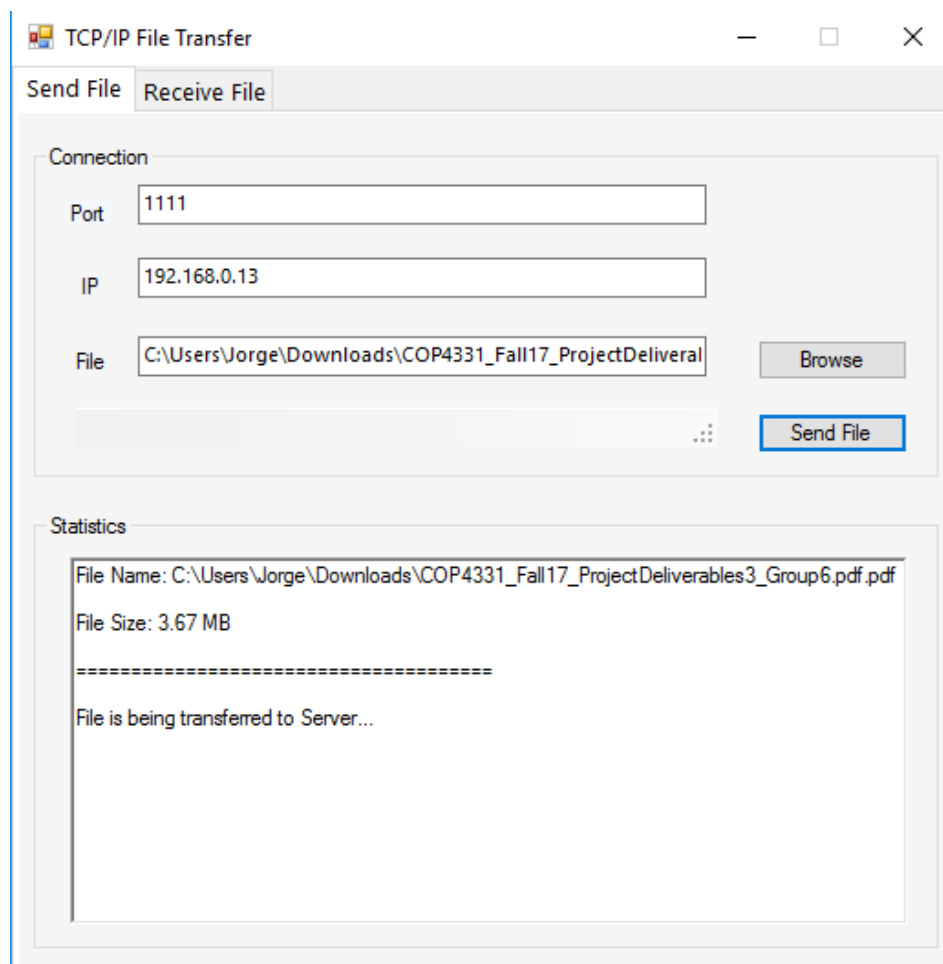 TCP/IP File Transfer
Send File
Receive File
Connection
Port
1111
IP
192.168.0.13
File
C:\Users\Jorge\Downloads\COP4331_Fall17_ProjectDeliveral
Browse
Send File
Statistics
File Name: C:\Users\Jorge\Downloads\COP4331_Fall17_ProjectDeliverables3_Group6.pdf.pdf
File Size: 3.67 MB
======================================
File is being transferred to Server...